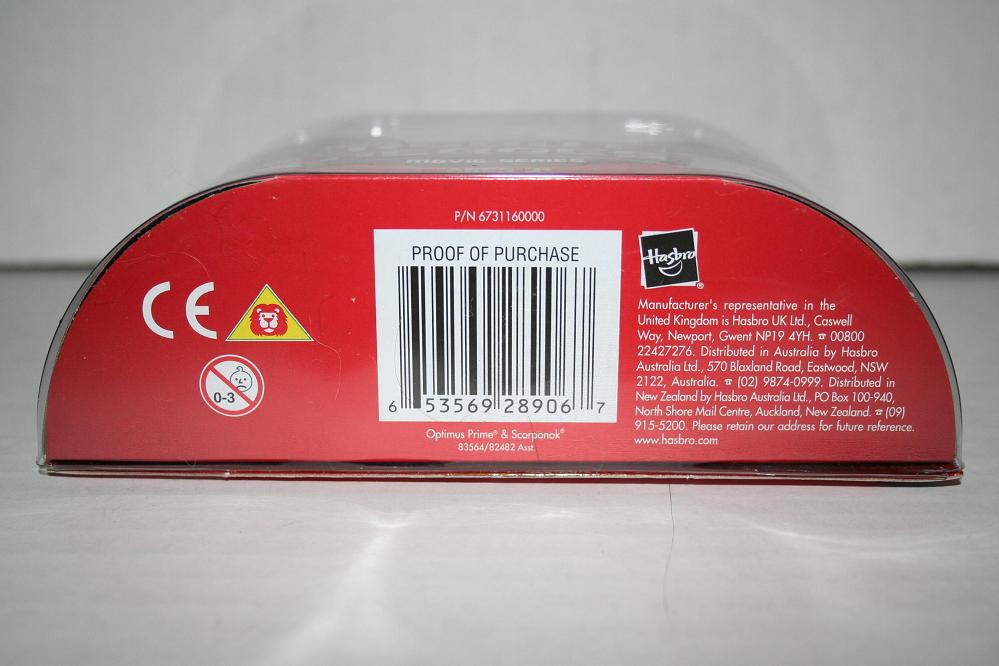 MOVIE SERIES
P/N 6731160000
PROOF OF PURCHASE
6 53569 28906 7
Optimus Prime® & Scorponok®
83564/82482 Asst.
CE
0-3
Hasbro ®
Manufacturer's representative in the
United Kingdom is Hasbro UK Ltd., Caswell
Way, Newport, Gwent NP19 4YH. ☎ 00800
22427276. Distributed in Australia by Hasbro
Australia Ltd., 570 Blaxland Road, Eastwood, NSW
2122, Australia. ☎ (02) 9874-0999. Distributed in
New Zealand by Hasbro Australia Ltd., PO Box 100-940,
North Shore Mail Centre, Auckland, New Zealand. ☎ (09)
915-5200. Please retain our address for future reference.
www.hasbro.com